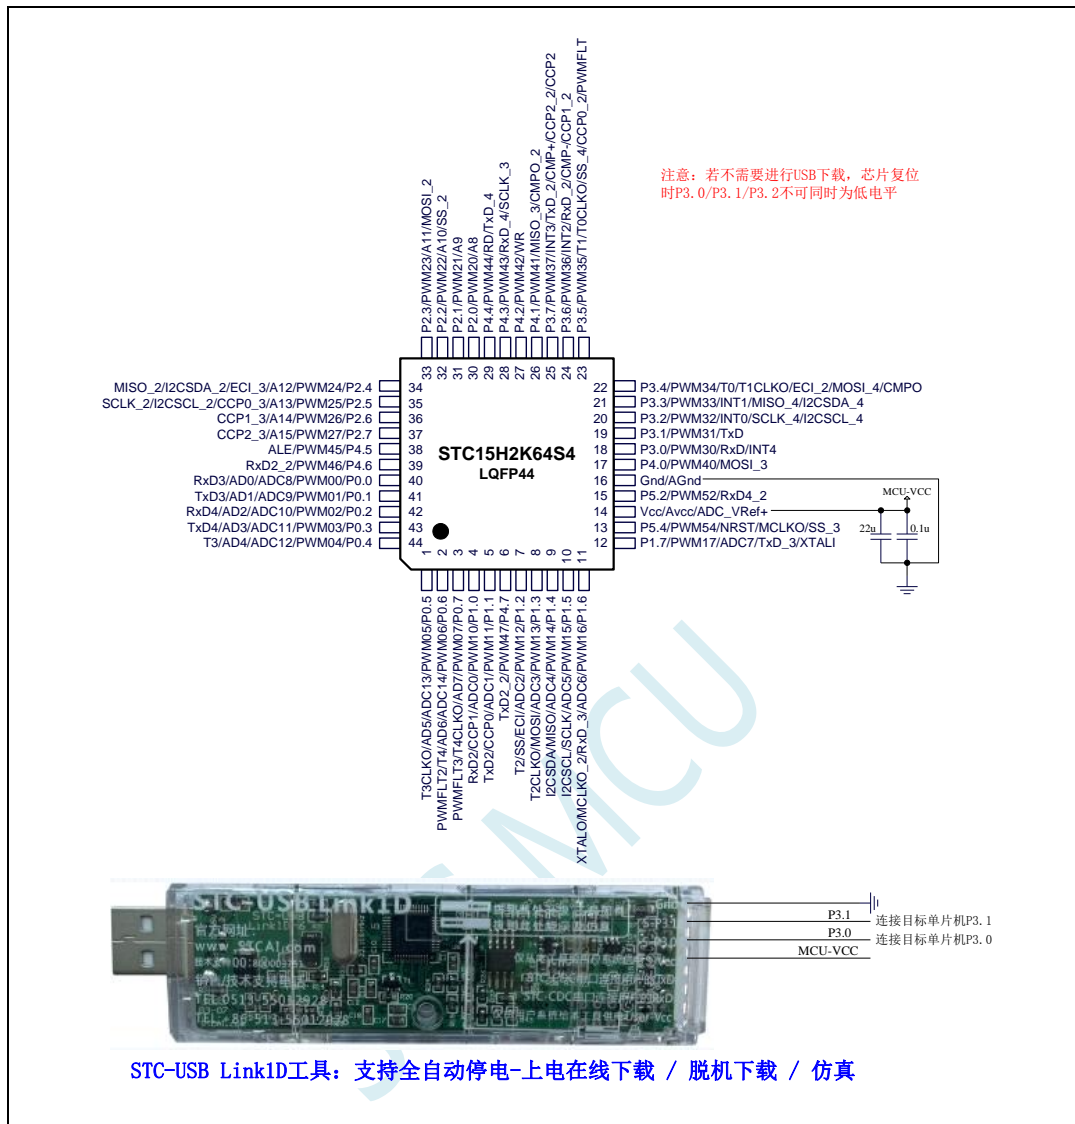 注意: 若不需要进行USB下载, 芯片复位
时P3.0/P3.1/P3.2不可同时为低电平
P2.3/PWM23/A11/MOSI_2
P2.2/PWM22/A10/SS_2
P2.1/PWM21/A9
P2.0/PWM20/A8
P4.4/PWM44/RD/TxD_4
P4.3/PWM43/RxD_4/SCLK_3
P4.2/PWM42/WR
P4.1/PWM41/MISO_3/CMPO_2
P3.7/PWM37/INT3/TxD_2/CMP+/CCP2_2/CCP2
P3.6/PWM36/INT2/RxD_2/CMP-/CCP1_2
P3.5/PWM35/T1/T0CLKO/SS_4/CCP0_2/PWMFLT
33 32 31 30 29 28 27 26 25 24 23
MISO_2/I2CSDA_2/ECI_3/A12/PWM24/P2.4 34
SCLK_2/I2CSCL_2/CCP0_3/A13/PWM25/P2.5 35
CCP1_3/A14/PWM26/P2.6 36
CCP2_3/A15/PWM27/P2.7 37
ALE/PWM45/P4.5 38
RxD2_2/PWM46/P4.6 39
RxD3/AD0/ADC8/PWM00/P0.0 40
TxD3/AD1/ADC9/PWM01/P0.1 41
RxD4/AD2/ADC10/PWM02/P0.2 42
TxD4/AD3/ADC11/PWM03/P0.3 43
T3/AD4/ADC12/PWM04/P0.4 44
STC15H2K64S4
LQFP44
22 P3.4/PWM34/T0/T1CLKO/ECI_2/MOSI_4/CMPO
21 P3.3/PWM33/INT1/MISO_4/I2CSDA_4
20 P3.2/PWM32/INT0/SCLK_4/I2CSCL_4
19 P3.1/PWM31/TxD
18 P3.0/PWM30/RxD/INT4
17 P4.0/PWM40/MOSI_3
16 Gnd/AGnd
15 P5.2/PWM52/RxD4_2
14 Vcc/Avcc/ADC_VRef+
13 P5.4/PWM54/NRST/MCLKO/SS_3
12 P1.7/PWM17/ADC7/TxD_3/XTALI
MCU-VCC
22u
0.1u
1 2 3 4 5 6 7 8 9 10 11
T3CLKO/AD5/ADC13/PWM05/P0.5
PWMFLT2/T4/AD6/ADC14/PWM06/P0.6
PWMFLT3/T4CLKO/AD7/PWM07/P0.7
RxD2/CCP1/ADC0/PWM10/P1.0
TxD2/CCP0/ADC1/PWM11/P1.1
TxD2_2/PWM47/P4.7
T2/SS/ECI/ADC2/PWM12/P1.2
T2CLKO/MOSI/ADC3/PWM13/P1.3
I2CSDA/MISO/ADC4/PWM14/P1.4
I2CSCL/SCLK/ADC5/PWM15/P1.5
XTALO/MCLKO_2/RxD_3/ADC6/PWM16/P1.6
MCU
STC-USB Link1D
官方网址:
www.STCAI.com
TEL:0513-55012928
Gnd
P3.1 连接目标单片机P3.1
P3.0 连接目标单片机P3.0
MCU-VCC
STC-USB Link1D工具: 支持全自动停电-上电在线下载 / 脱机下载 / 仿真